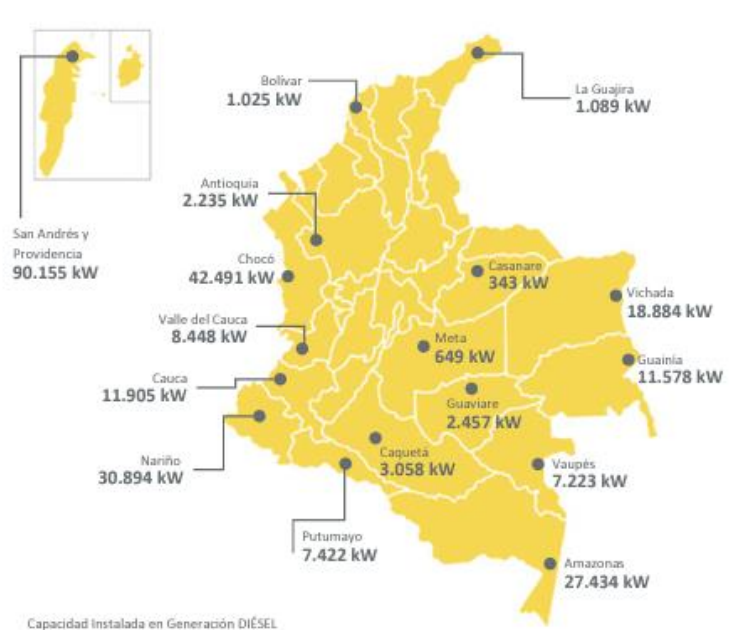 Bolívar
1.025 kW
La Guajira
1.089 kW
Antioquia
2.235 kW
San Andrés y
Providencia
90.155 kW
Chocó
42.491 kW
Casanare
343 kW
Vichada
18.884 kW
Valle del Cauca
8.448 kW
Meta
649 kW
Guainía
11.578 kW
Cauca
11.905 kW
Guaviare
2.457 kW
Nariño
30.894 kW
Caquetá
3.058 kW
Vaupés
7.223 kW
Putumayo
7.422 kW
Amazonas
27.434 kW
Capacidad Instalada en Generación DIÉSEL